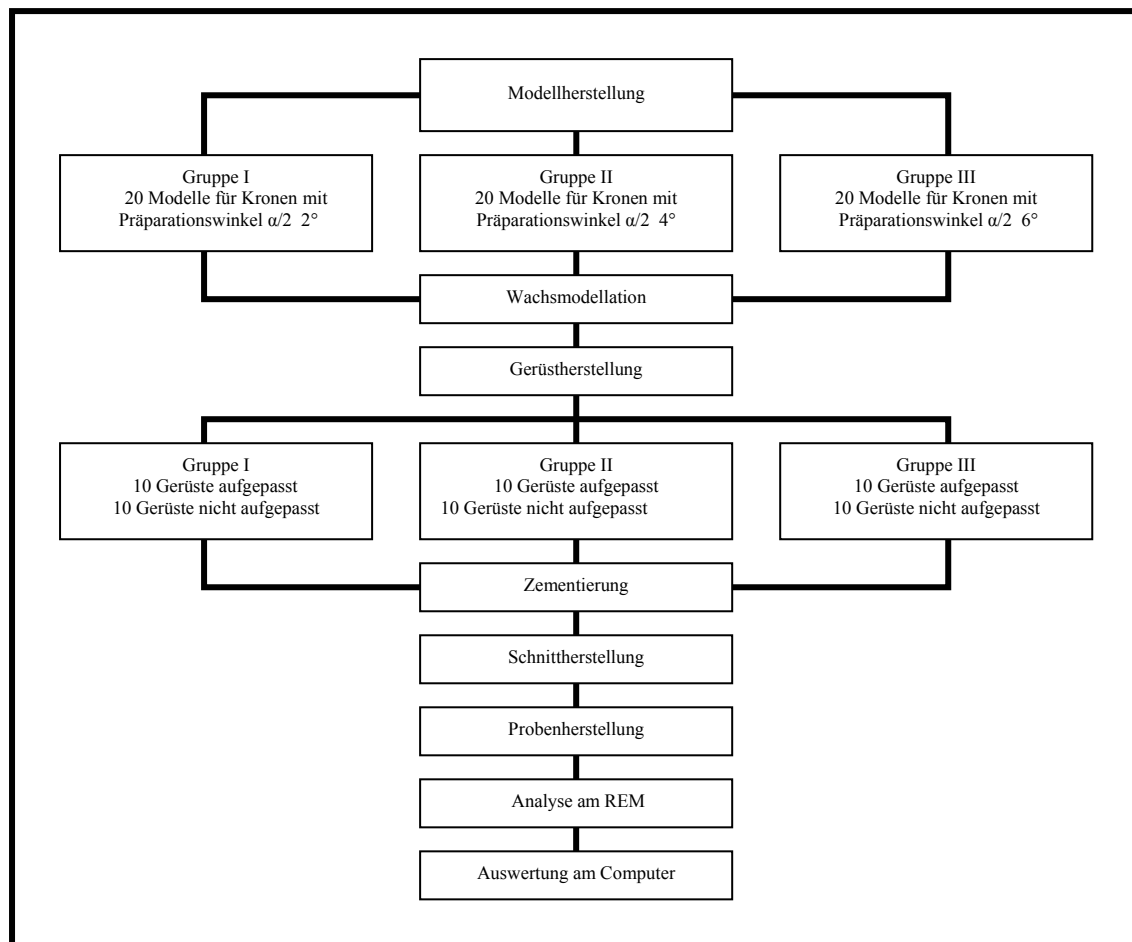 Modellherstellung
Gruppe I
20 Modelle für Kronen mit
Präparationswinkel α/2 2°
Gruppe II
20 Modelle für Kronen mit
Präparationswinkel α/2 4°
Gruppe III
20 Modelle für Kronen mit
Präparationswinkel α/2 6°
Wachsmodellation
Gerüstherstellung
Gruppe I
10 Gerüste aufgepasst
10 Gerüste nicht aufgepasst
Gruppe II
10 Gerüste aufgepasst
10 Gerüste nicht aufgepasst
Gruppe III
10 Gerüste aufgepasst
10 Gerüste nicht aufgepasst
Zementierung
Schnittherstellung
Probenherstellung
Analyse am REM
Auswertung am Computer